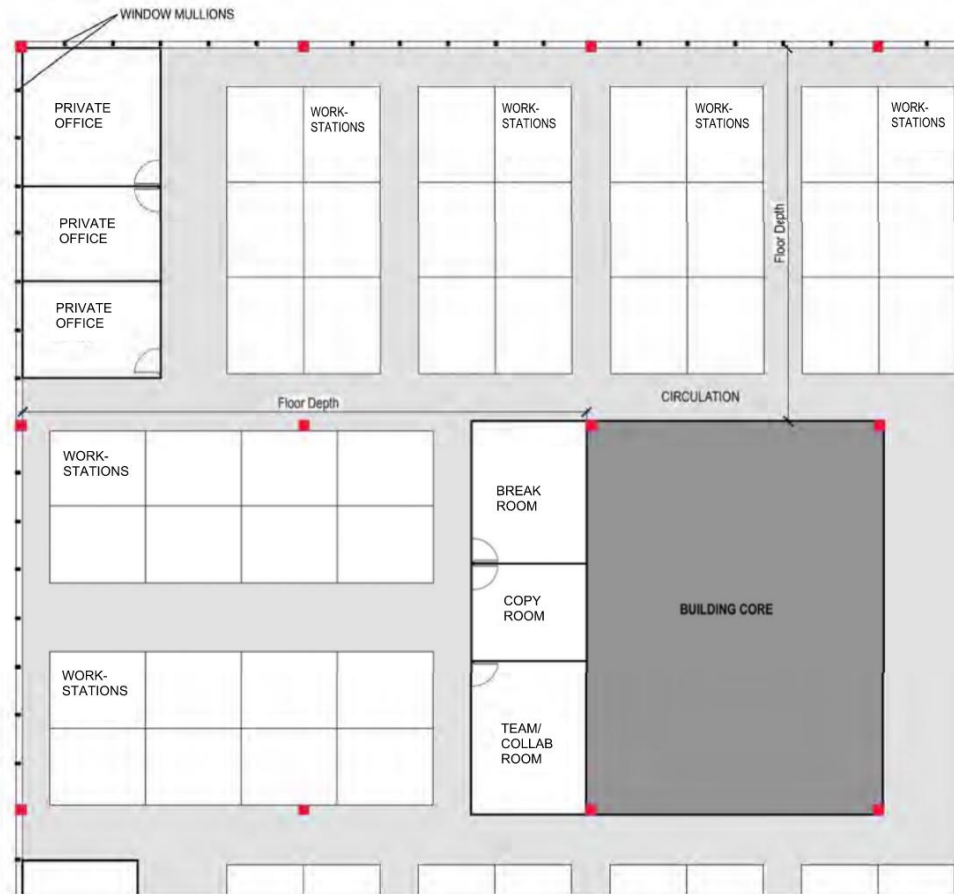 WINDOW MULLIONS
PRIVATE
OFFICE
WORK-
STATIONS
WORK-
STATIONS
WORK-
STATIONS
WORK-
STATIONS
PRIVATE
OFFICE
Floor Depth
PRIVATE
OFFICE
Floor Depth
CIRCULATION
WORK-
STATIONS
BREAK
ROOM
COPY
ROOM
BUILDING CORE
WORK-
STATIONS
TEAM/
COLLAB
ROOM